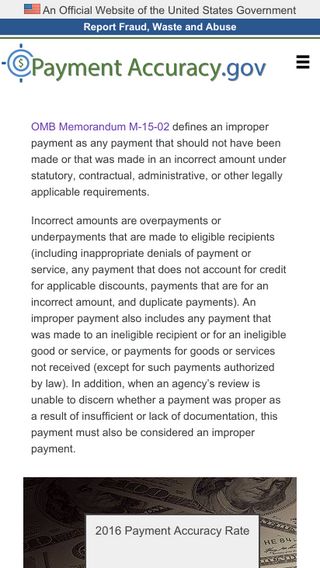 An Official Website of the United States Government
Report Fraud, Waste and Abuse
Payment Accuracy.gov
OMB Memorandum M-15-02 defines an improper
payment as any payment that should not have been
made or that was made in an incorrect amount under
statutory, contractual, administrative, or other legally
applicable requirements.
Incorrect amounts are overpayments or
underpayments that are made to eligible recipients
(including inappropriate denials of payment or
service, any payment that does not account for credit
for applicable discounts, payments that are for an
incorrect amount, and duplicate payments). An
improper payment also includes any payment that
was made to an ineligible recipient or for an ineligible
good or service, or payments for goods or services
not received (except for such payments authorized
by law). In addition, when an agency’s review is
unable to discern whether a payment was proper as
a result of insufficient or lack of documentation, this
payment must also be considered an improper
payment.
2016 Payment Accuracy Rate